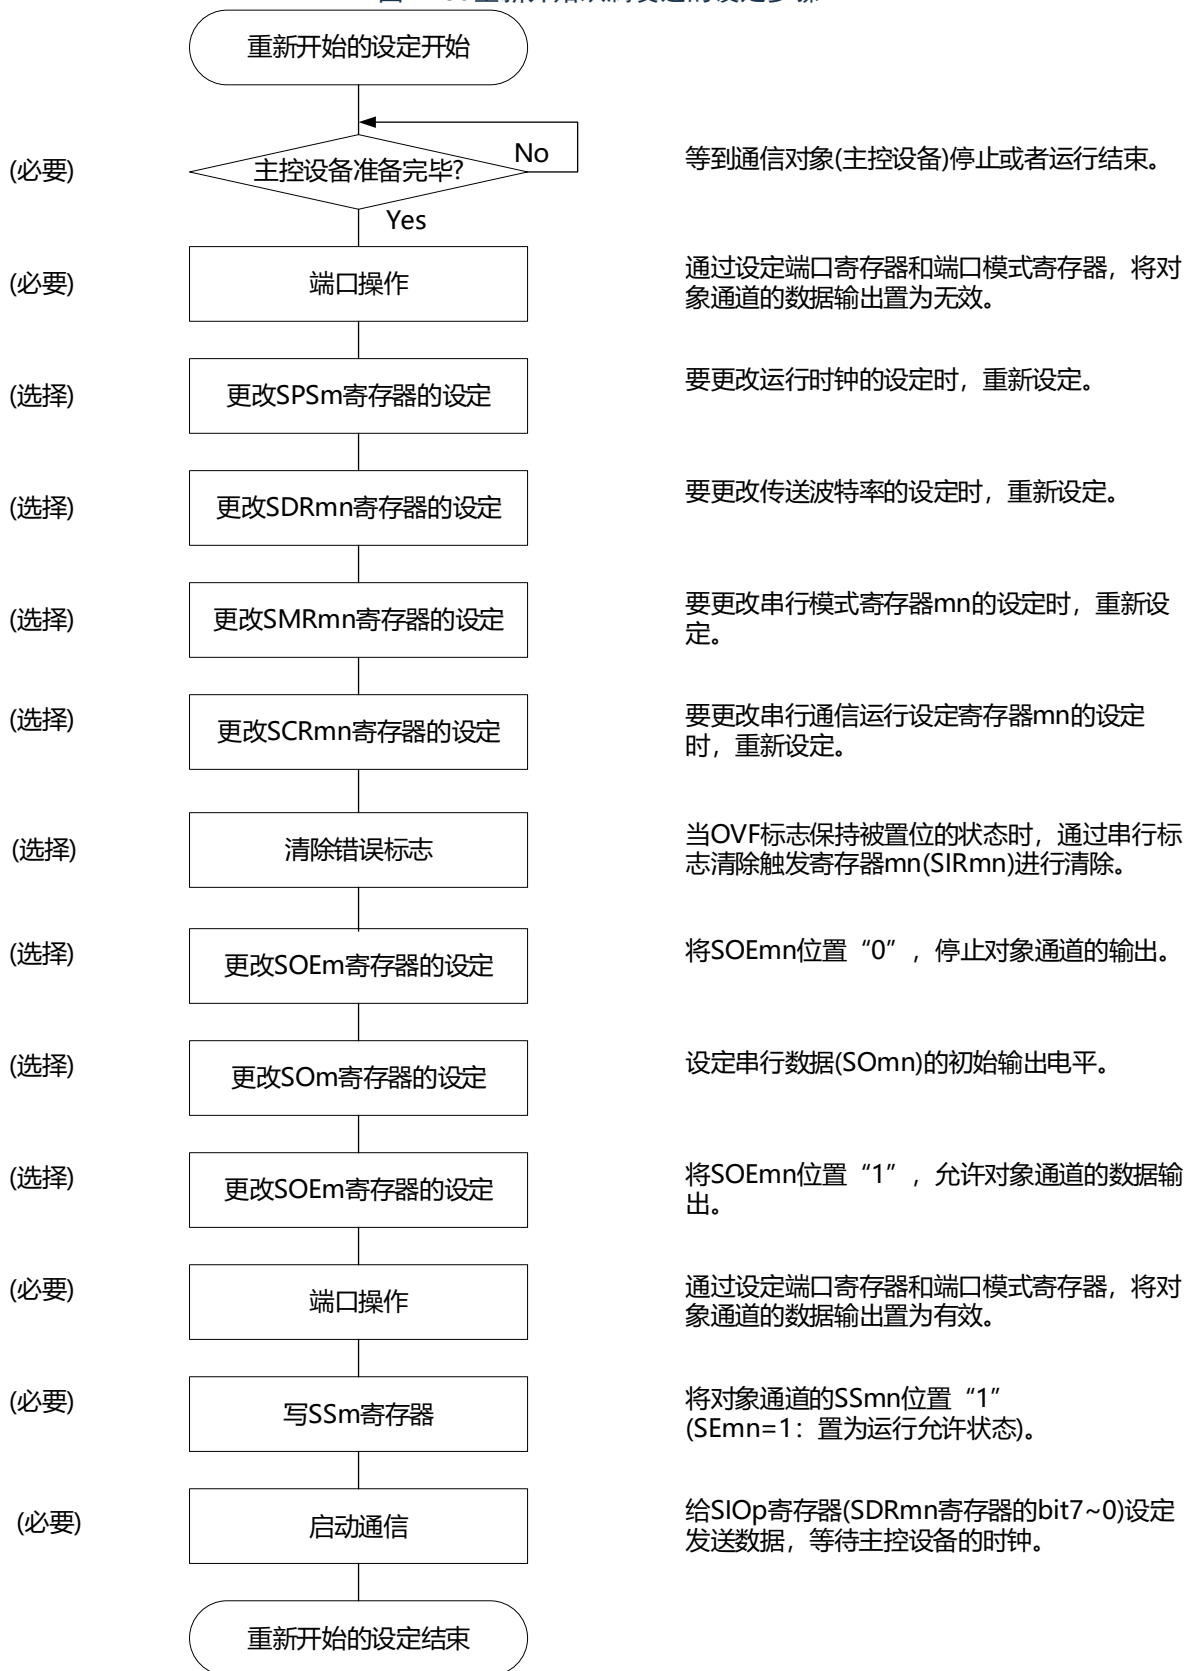 重新开始的设定开始
No
(必要)
主控设备准备完毕?
等到通信对象(主控设备)停止或者运行结束。
Yes
(必要)
端口操作
通过设定端口寄存器和端口模式寄存器，将对
象通道的数据输出置为无效。
(选择)
更改SPSm寄存器的设定
要更改运行时钟的设定时，重新设定。
(选择)
更改SDRmn寄存器的设定
要更改传送波特率的设定时，重新设定。
(选择)
更改SMRmn寄存器的设定
要更改串行模式寄存器mn的设定时，重新设
定。
(选择)
更改SCRmn寄存器的设定
要更改串行通信运行设定寄存器mn的设定
时，重新设定。
(选择)
清除错误标志
当OVF标志保持被置位的状态时，通过串行标
志清除触发寄存器mn(SIRmn)进行清除。
(选择)
更改SOEm寄存器的设定
将SOEmn位置“0”，停止对象通道的输出。
(选择)
更改SOm寄存器的设定
设定串行数据(SOmn)的初始输出电平。
(选择)
更改SOEm寄存器的设定
将SOEmn位置“1”，允许对象通道的数据输
出。
(必要)
端口操作
通过设定端口寄存器和端口模式寄存器，将对
象通道的数据输出置为有效。
(必要)
写SSm寄存器
将对象通道的SSmn位置“1”
(SEmn=1：置为运行允许状态)。
(必要)
启动通信
给SIOp寄存器(SDRmn寄存器的bit7~0)设定
发送数据，等待主控设备的时钟。
重新开始的设定结束